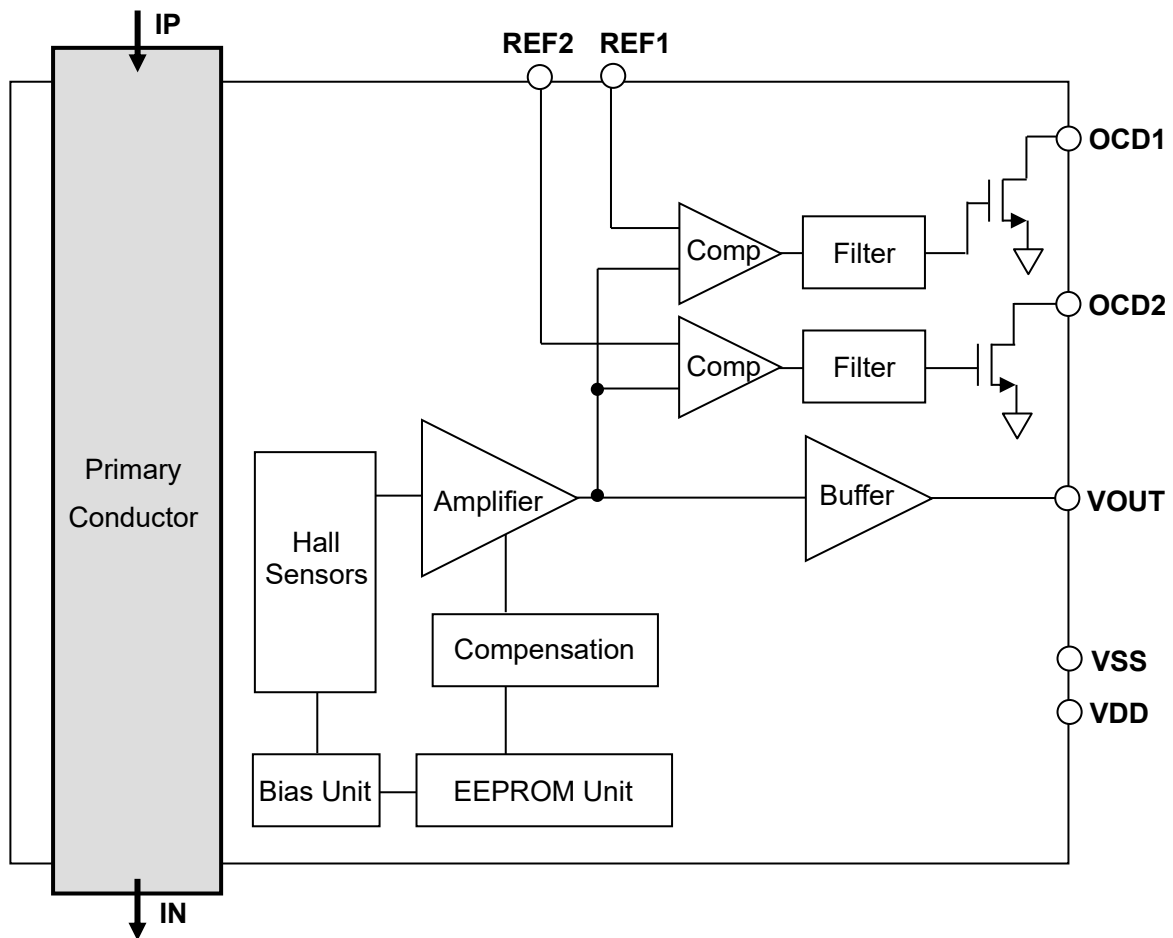 IP
REF2
REF1
OCD1
Comp
Filter
OCD2
Comp
Filter
Primary
Conductor
Hall
Sensors
Amplifier
Buffer
VOUT
Compensation
VSS
VDD
Bias Unit
EEPROM Unit
IN